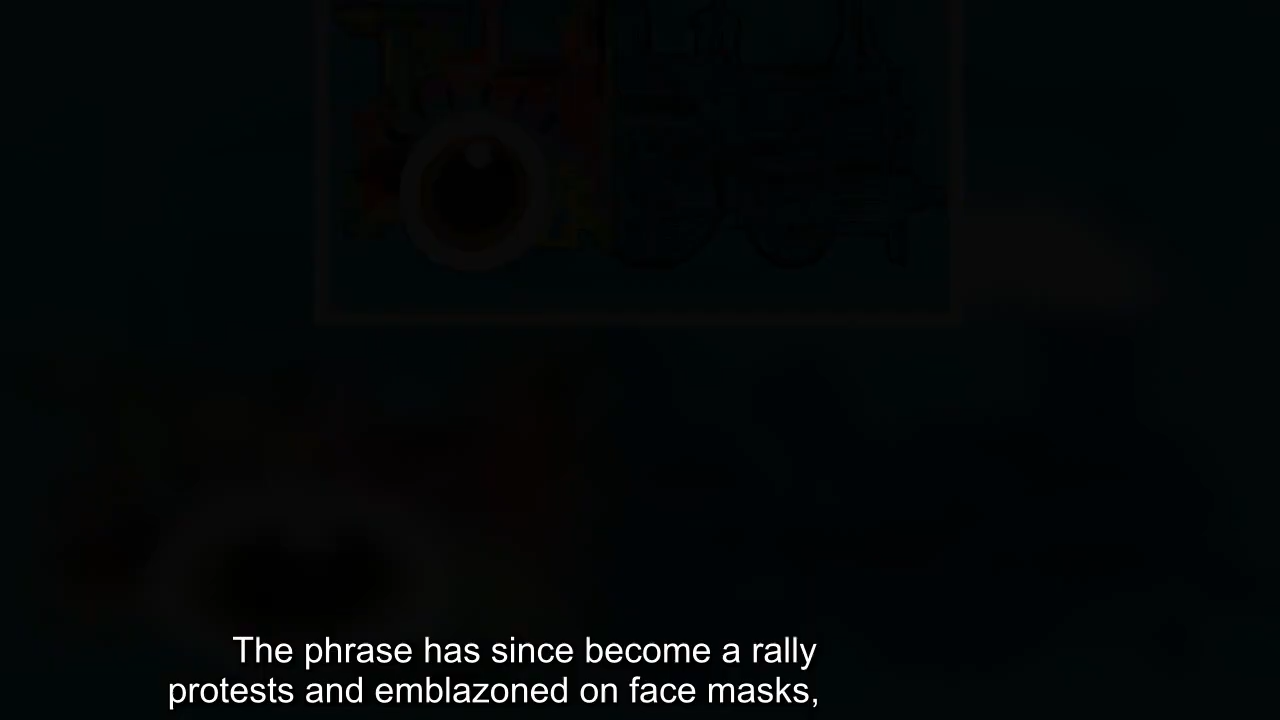 The phrase has since become a rally
protests and emblazoned on face masks,